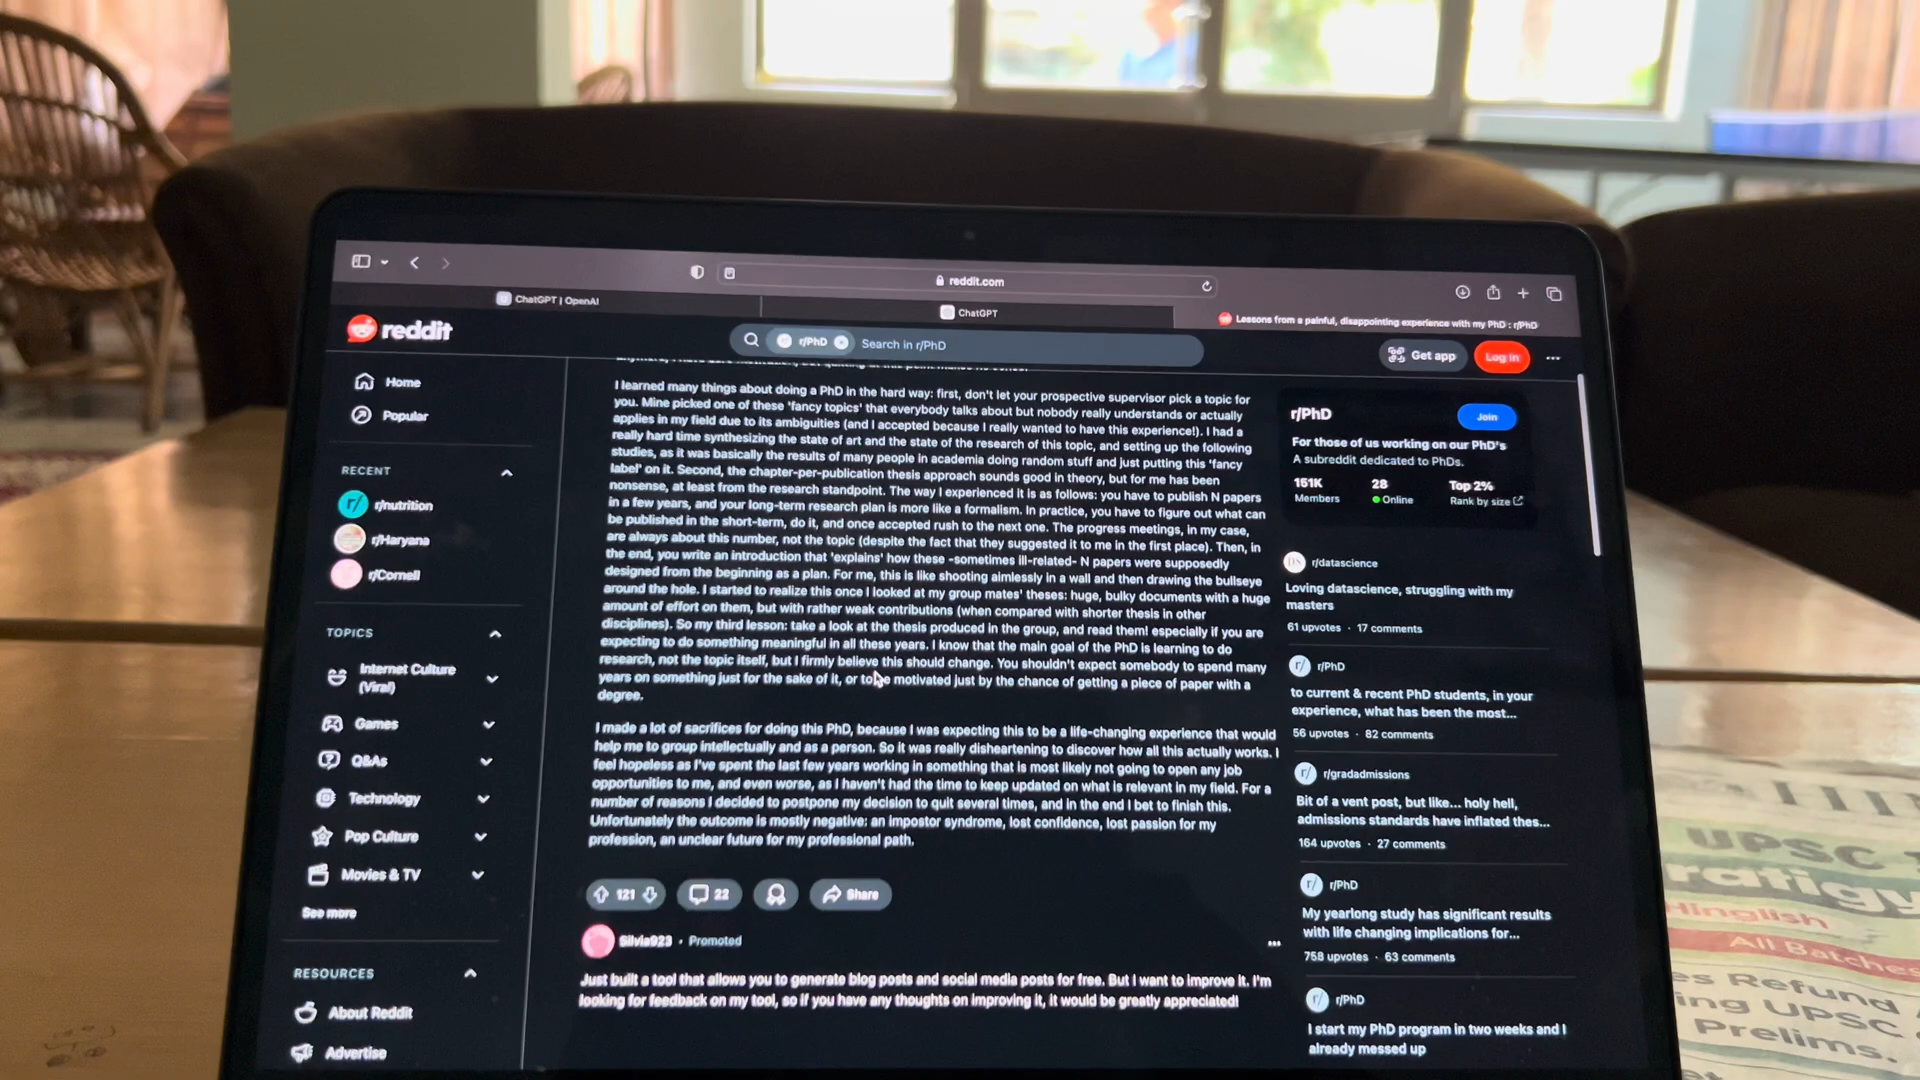 reddit.com
ChatGPT | OpenAI
ChatGPT
Lessons from a painful, disappointing experience with my PhD : r/PhD
reddit
r/PhD
Search in r/PhD
Get app
Log In
Home
Popular
RECENT
r/nutrition
r/Haryana
r/Cornell
TOPICS
Internet Culture
(Viral)
Games
Q&As
Technology
Pop Culture
Movies & TV
See more
RESOURCES
About Reddit
Advertise
I learned many things about doing a PhD in the hard way: first, don't let your prospective supervisor pick a topic for
you. Mine picked one of these 'fancy topics' that everybody talks about but nobody really understands or actually
applies in my field due to its ambiguities (and I accepted because I really wanted to have this experience!). I had a
really hard time synthesizing the state of art and the state of the research of this topic, and setting up the following
studies, as it was basically the results of many people in academia doing random stuff and just putting this 'fancy
label' on it. Second, the chapter-per-publication thesis approach sounds good in theory, but for me has been
nonsense, at least from the research standpoint. The way I experienced it is as follows: you have to publish N papers
in a few years, and your long-term research plan is more like a formalism. In practice, you have to figure out what can
be published in the short-term, do it, and once accepted rush to the next one. The progress meetings, in my case,
are always about this number, not the topic (despite the fact that they suggested it to me in the first place). Then, in
the end, you write an introduction that 'explains' how these -sometimes ill-related- N papers were supposedly
designed from the beginning as a plan. For me, this is like shooting aimlessly in a wall and then drawing the bullseye
around the hole. I started to realize this once I looked at my group mates' theses: huge, bulky documents with a huge
amount of effort on them, but with rather weak contributions (when compared with shorter thesis in other
disciplines). So my third lesson: take a look at the thesis produced in the group, and read them! especially if you are
expecting to do something meaningful in all these years. I know that the main goal of the PhD is learning to do
research, not the topic itself, but I firmly believe this should change. You shouldn't expect somebody to spend many
years on something just for the sake of it, or to be motivated just by the chance of getting a piece of paper with a
degree.
I made a lot of sacrifices for doing this PhD, because I was expecting this to be a life-changing experience that would
help me to group intellectually and as a person. So it was really disheartening to discover how all this actually works. I
feel hopeless as I've spent the last few years working in something that is most likely not going to open any job
opportunities to me, and even worse, as I haven't had the time to keep updated on what is relevant in my field. For a
number of reasons I decided to postpone my decision to quit several times, and in the end I bet to finish this.
Unfortunately the outcome is mostly negative: an impostor syndrome, lost confidence, lost passion for my
profession, an unclear future for my professional path.
121
22
Share
Silvia923 • Promoted
Just built a tool that allows you to generate blog posts and social media posts for free. But I want to improve it. I'm
looking for feedback on my tool, so if you have any thoughts on improving it, it would be greatly appreciated!
r/PhD
Join
For those of us working on our PhD's
A subreddit dedicated to PhDs.
151K 28 Top 2%
Members Online Rank by size
r/datascience
Loving datascience, struggling with my
masters
61 upvotes · 17 comments
r/PhD
to current & recent PhD students, in your
experience, what has been the most...
56 upvotes · 82 comments
r/gradadmissions
Bit of a vent post, but like... holy hell,
admissions standards have inflated thes...
164 upvotes · 27 comments
r/PhD
My yearlong study has significant results
with life changing implications for...
758 upvotes · 63 comments
r/PhD
I start my PhD program in two weeks and I
already messed up
UPSC
Hinglish
All Batches
Refund
UPSC
Prelims.